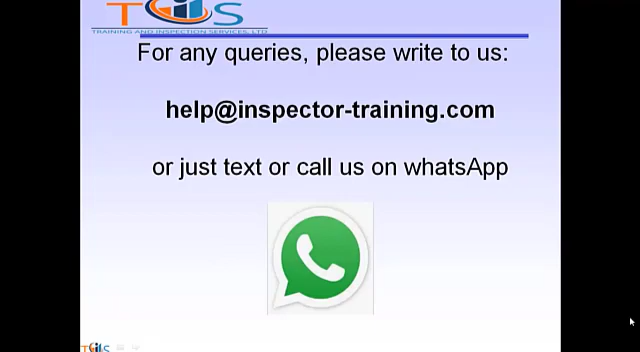 TIIS
TRAINING AND INSPECTION SERVICES, LTD
For any queries, please write to us:
help@inspector-training.com
or just text or call us on whatsApp